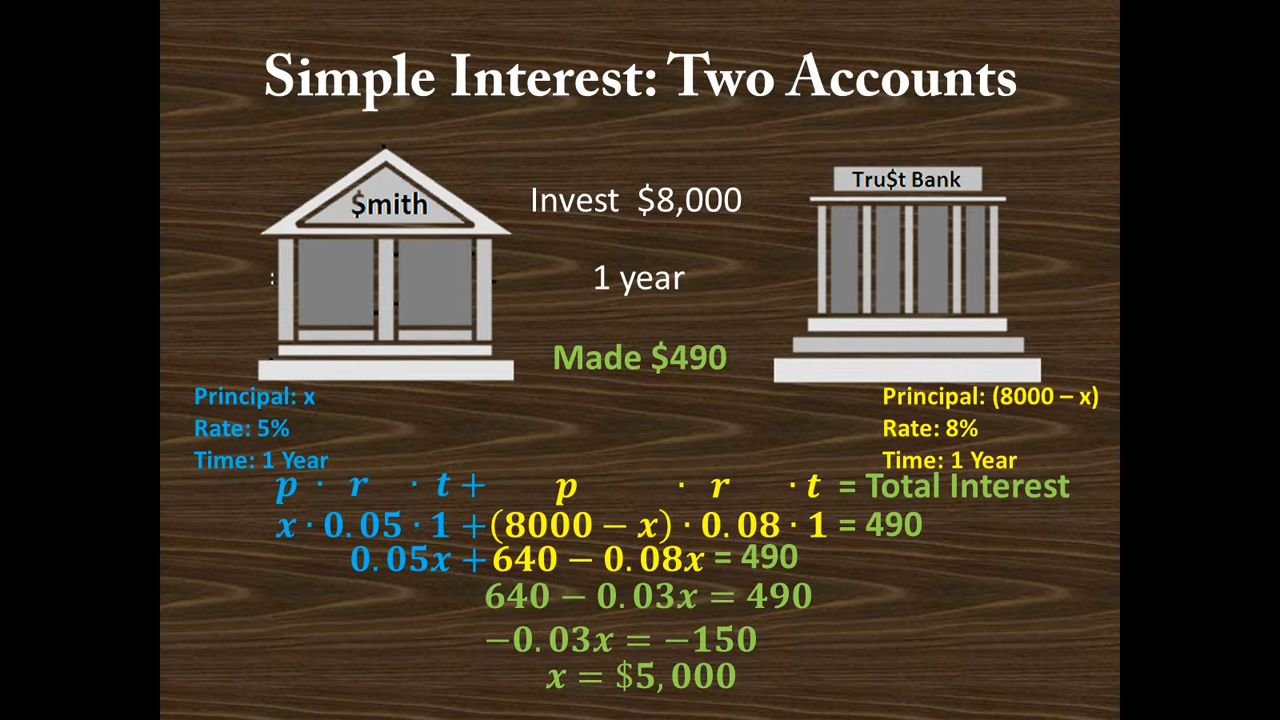 Simple Interest: Two Accounts
$mith
Invest $8,000
Tru$t Bank
1 year
Made $490
Principal: x
Rate: 5%
Time: 1 Year
Principal: (8000 – x)
Rate: 8%
Time: 1 Year
p · r · t + p · r · t = Total Interest
x · 0.05 · 1 + (8000 − x) · 0.08 · 1 = 490
0.05x + 640 − 0.08x = 490
640 − 0.03x = 490
−0.03x = −150
x = $5,000